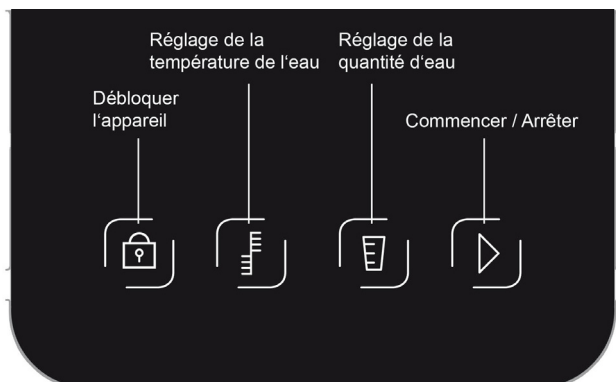 Réglage de la
température de l‘eau
Réglage de la
quantité d‘eau
Débloquer
l‘appareil
Commencer / Arrêter